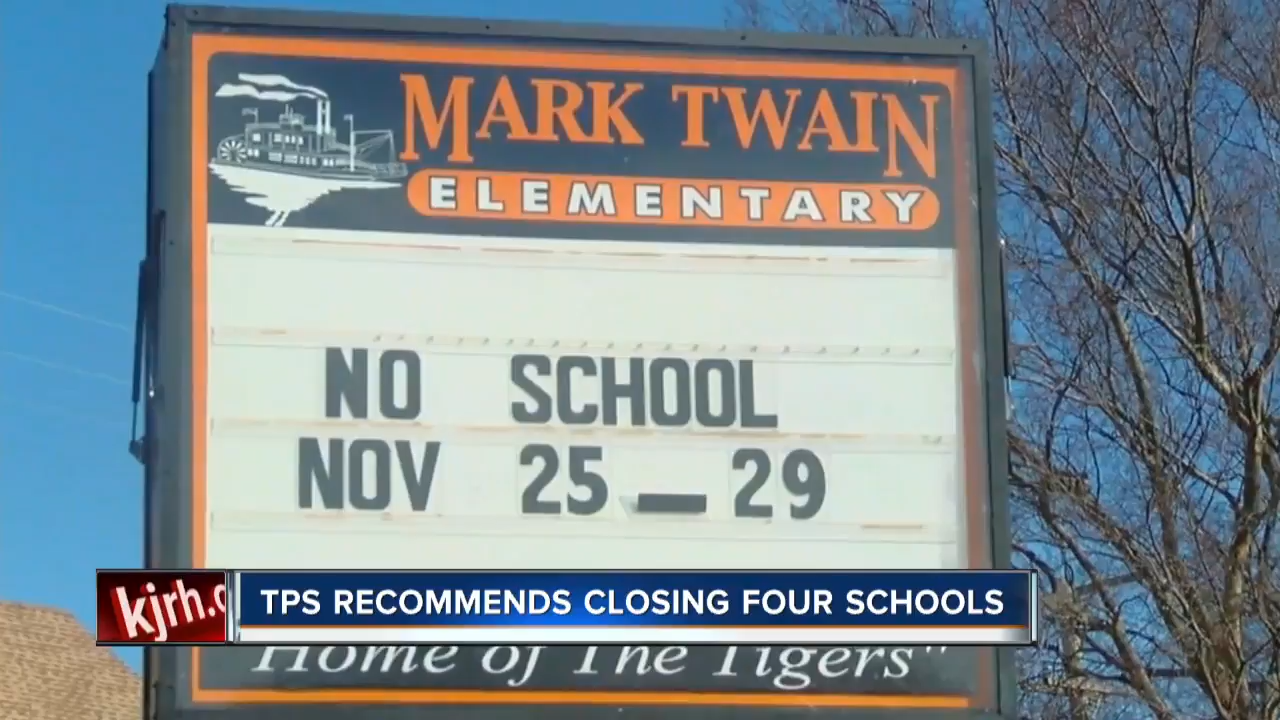 MARK TWAIN
ELEMENTARY
NO SCHOOL
NOV 25 - 29
kjrh.c
TPS RECOMMENDS CLOSING FOUR SCHOOLS
Home of The Tigers"